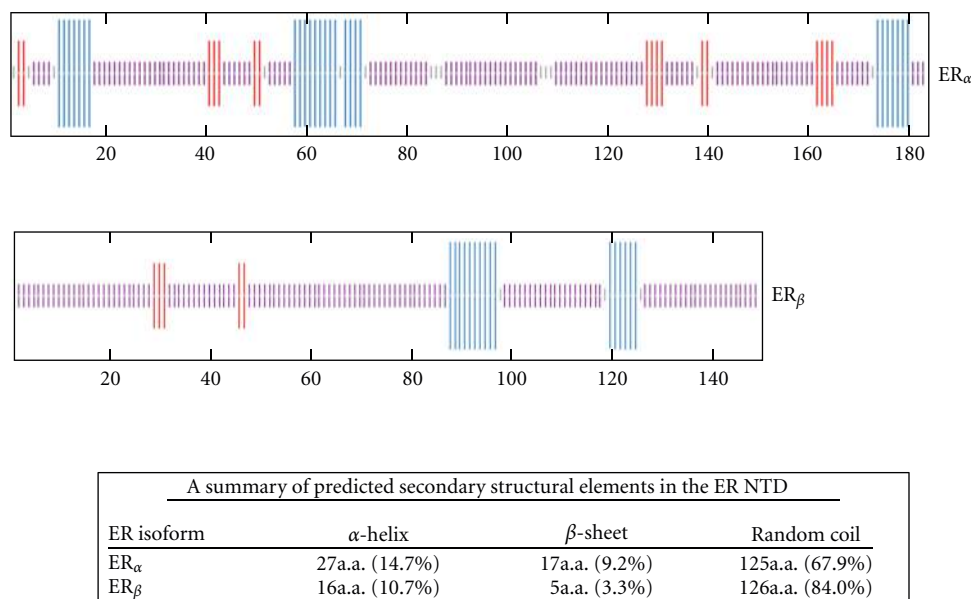 ERα
20 40 60 80 100 120 140 160 180
ERβ
20 40 60 80 100 120 140
A summary of predicted secondary structural elements in the ER NTD
ER isoform α-helix β-sheet Random coil
ERα 27a.a. (14.7%) 17a.a. (9.2%) 125a.a. (67.9%)
ERβ 16a.a. (10.7%) 5a.a. (3.3%) 126a.a. (84.0%)